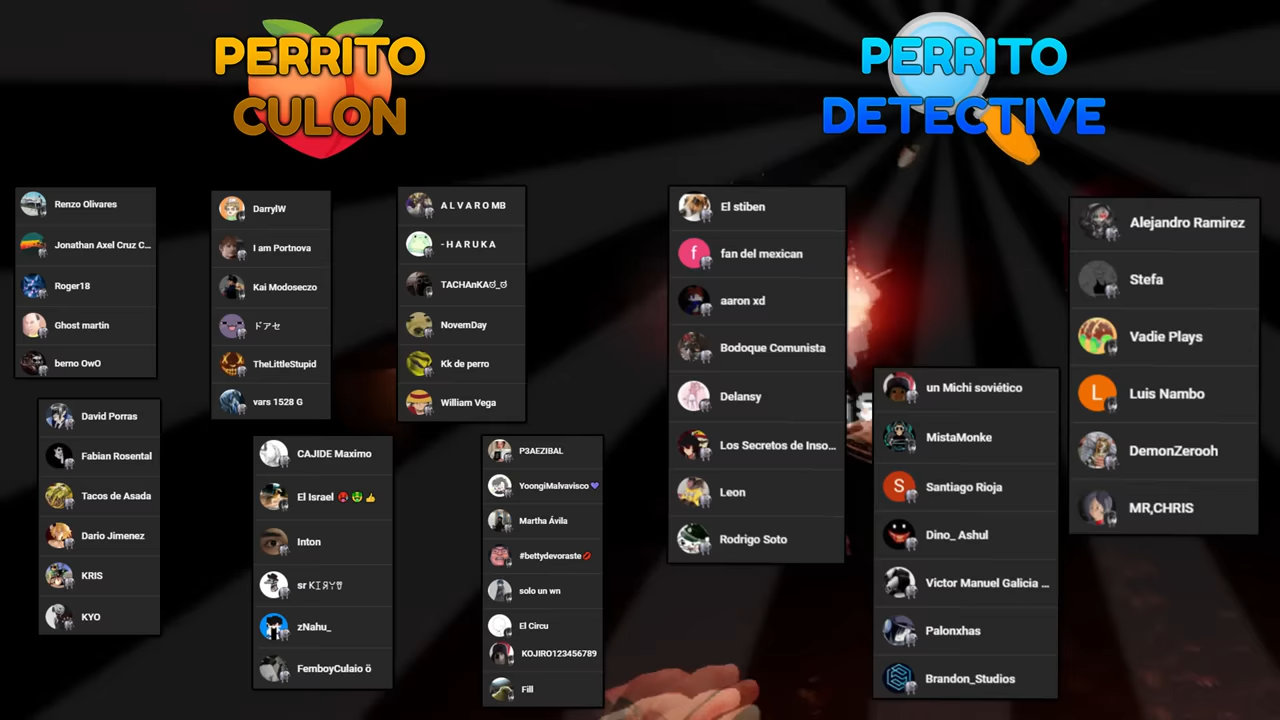 PERRITO
CULON
PERRITO
DETECTIVE
Renzo Olivares
Jonathan Axel Cruz C...
Roger18
Ghost martin
berno OwO
David Porras
Fabian Rosental
Tacos de Asada
Dario Jimenez
KRIS
KYO
DarrylW
I am Portnova
Kai Modoseczo
ドアセ
TheLittleStupid
vars 1528 G
CAJIDE Maximo
El Israel 👍
Inton
sr KIЯY
zNahu_
FemboyCulaio ö
A L V A R O MB
- H A R U K A
TACHAnKA
NovemDay
Kk de perro
William Vega
P3AEZIBAL
YoongiMalvavisco 💜
Martha Ávila
#bettydevoraste💋
solo un wn
El Circu
KOJIRO123456789
Fill
El stiben
f
fan del mexican
aaron xd
Bodoque Comunista
Delansy
Los Secretos de Inso...
Leon
Rodrigo Soto
un Michi soviético
MistaMonke
S
Santiago Rioja
Dino_ Ashul
Victor Manuel Galicia ...
Palonxhas
Brandon_Studios
Alejandro Ramirez
Stefa
Vadie Plays
L
Luis Nambo
DemonZerooh
MR,CHRIS